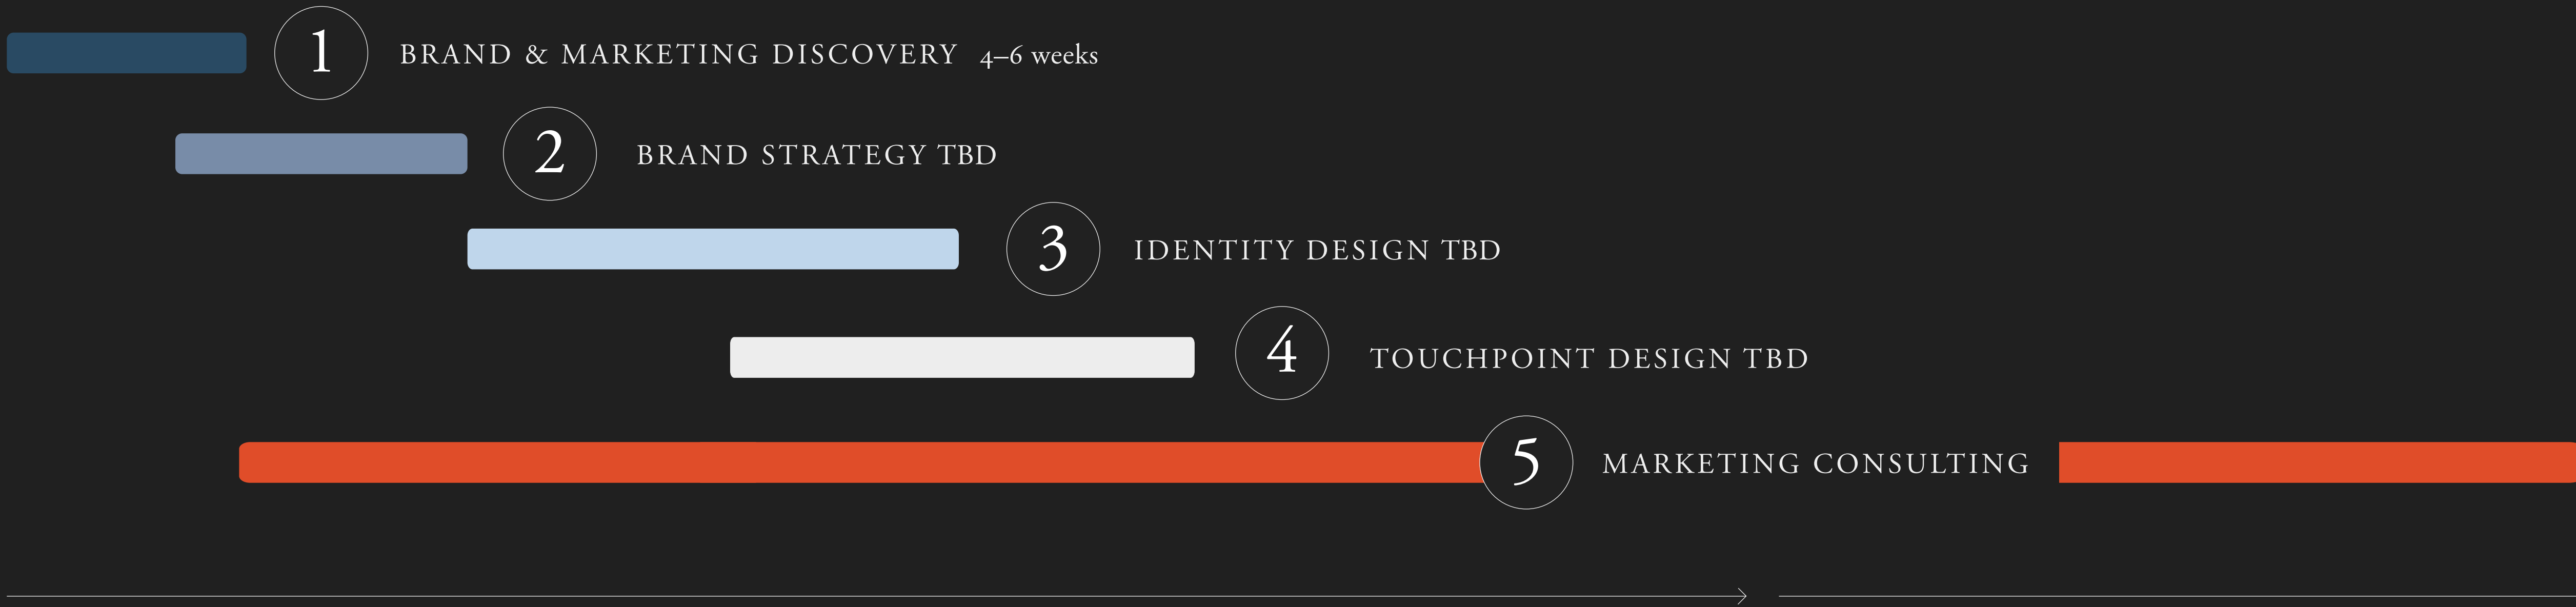 1 BRAND & MARKETING DISCOVERY 4–6 weeks
2 BRAND STRATEGY TBD
3 IDENTITY DESIGN TBD
4 TOUCHPOINT DESIGN TBD
5 MARKETING CONSULTING